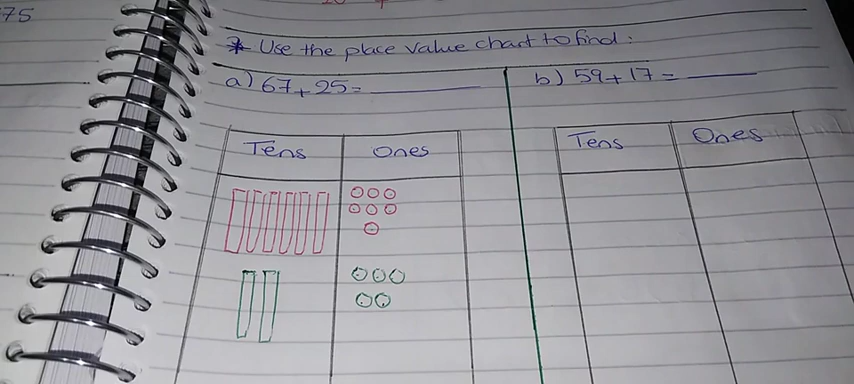 75
* Use the place value chart to find:
a) 67+25=
b) 59+17=
Tens Ones
Tens Ones